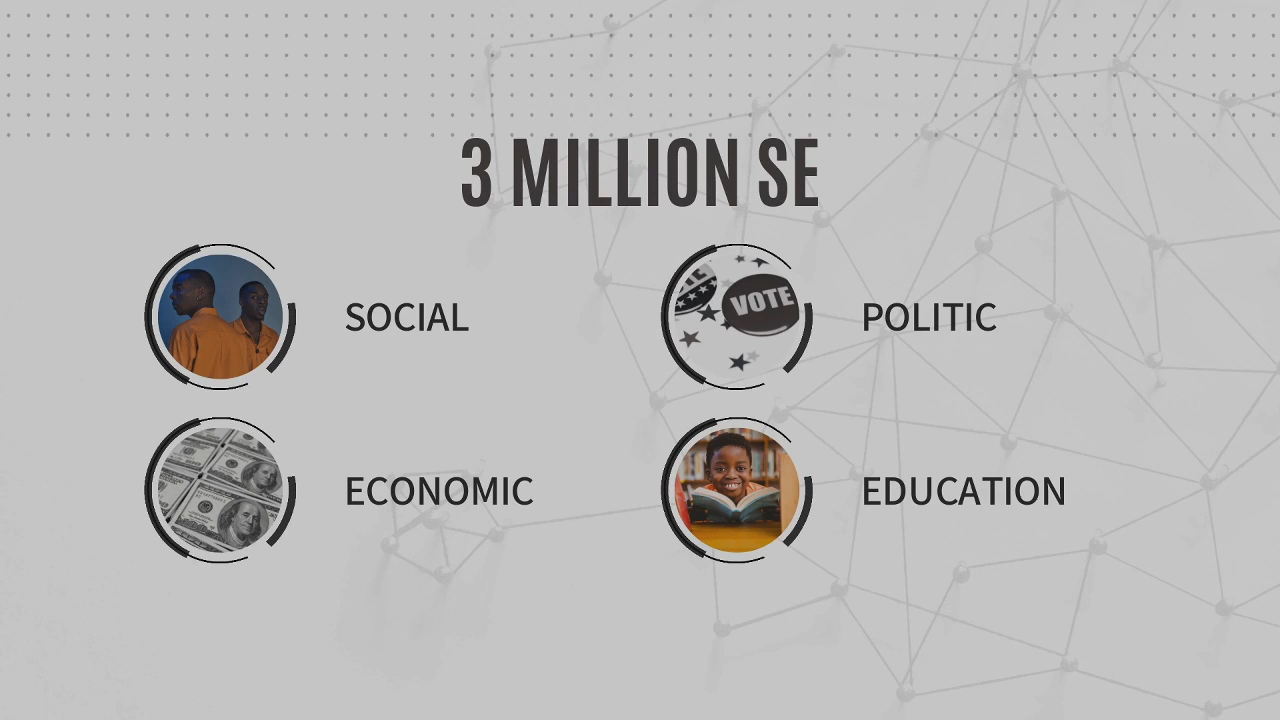 3 MILLION SE
SOCIAL
VOTE
POLITIC
ECONOMIC
EDUCATION